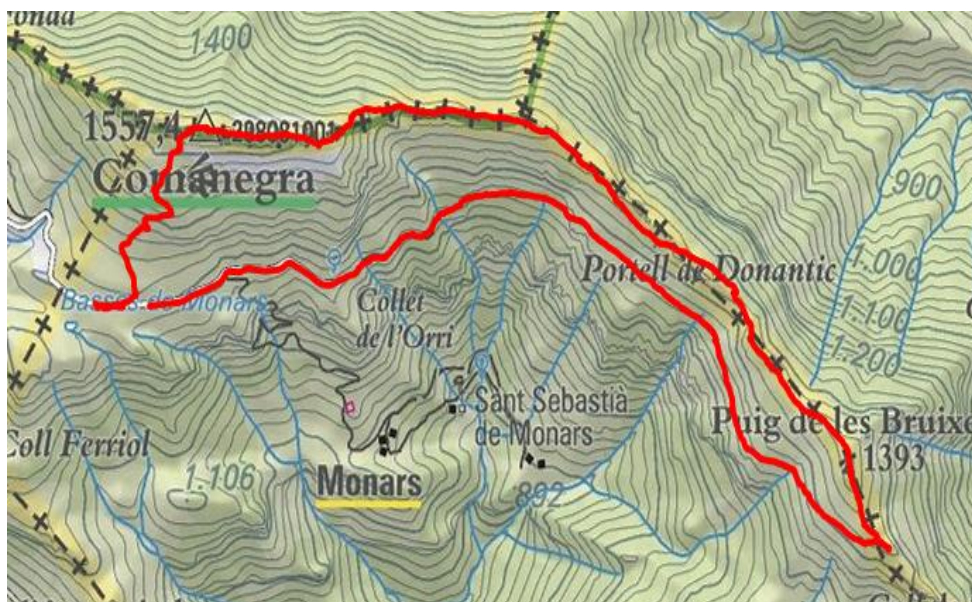 1400
1557,4
298081001
Comanegra
900
Portell de Donantic
1.000
Basses de Monars
Collet
de l'Orri
1.100
1.200
Sant Sebastià
de Monars
Puig de les Bruixe
Coll Ferriol
1393
1.106
Monars
892